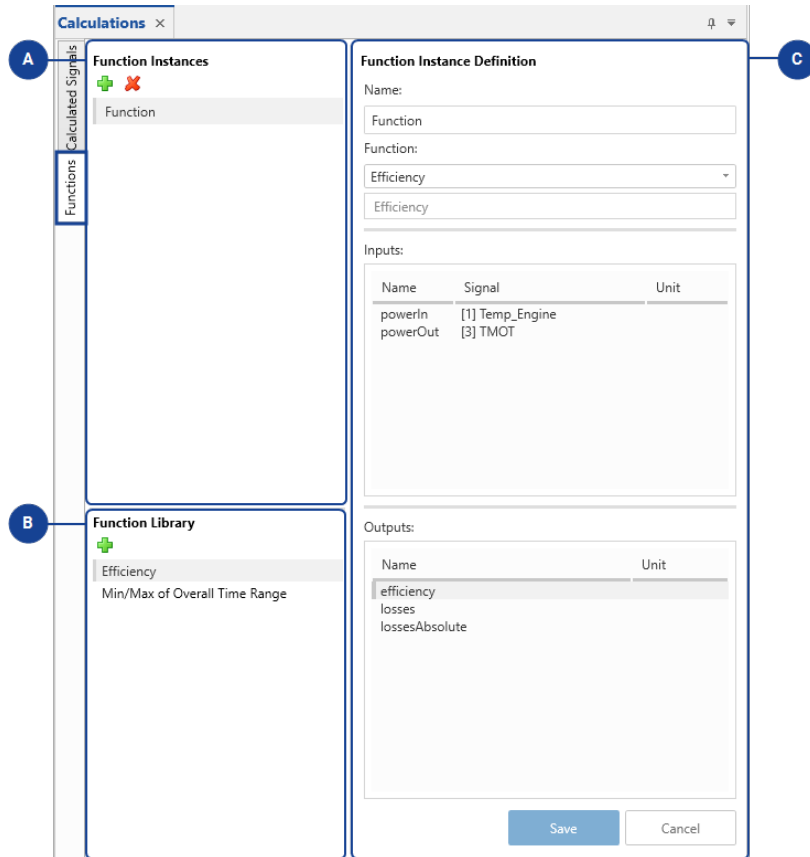 Calculations ×
A
Calculated Signals
Functions
Function Instances
Function
B
Function Library
Efficiency
Min/Max of Overall Time Range
C
Function Instance Definition
Name:
Function
Function:
Efficiency
Efficiency
Inputs:
Name Signal Unit
powerIn [1] Temp_Engine
powerOut [3] TMOT
Outputs:
Name Unit
efficiency
losses
lossesAbsolute
Save Cancel